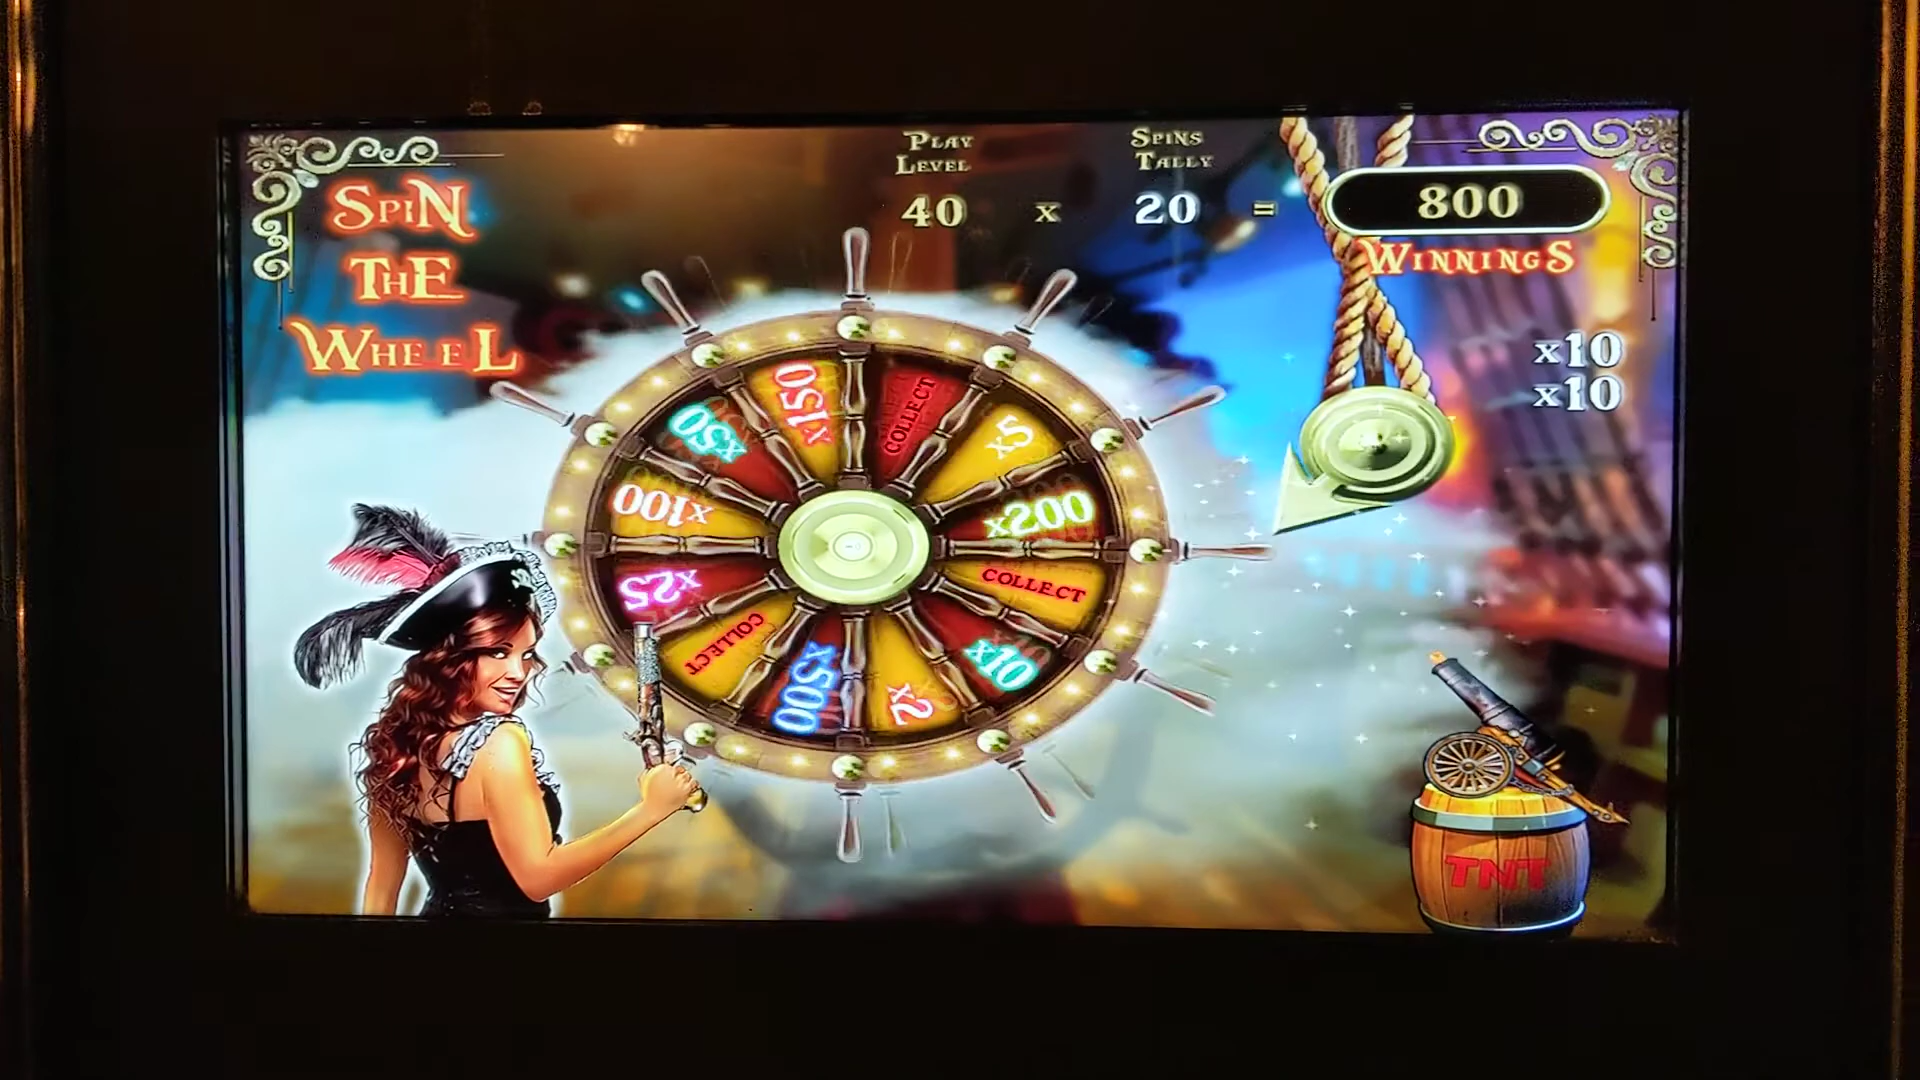 SPIN
THE
WHEEL
PLAY
LEVEL
40 x
SPINS
TALLY
20 =
800
WINNINGS
x10
x10
x150
COLLECT
x5
x200
COLLECT
x10
x2
x500
COLLECT
x25
x100
x50
TNT